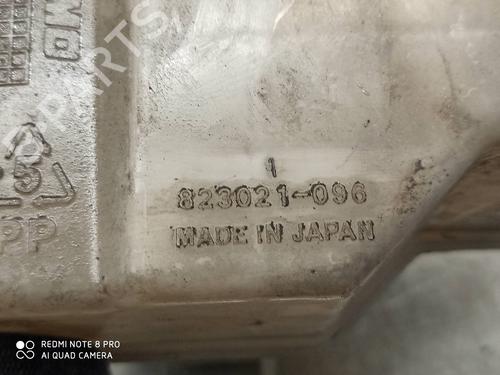 1
823021-096
MADE IN JAPAN
5
PP
REDMI NOTE 8 PRO
AI QUAD CAMERA